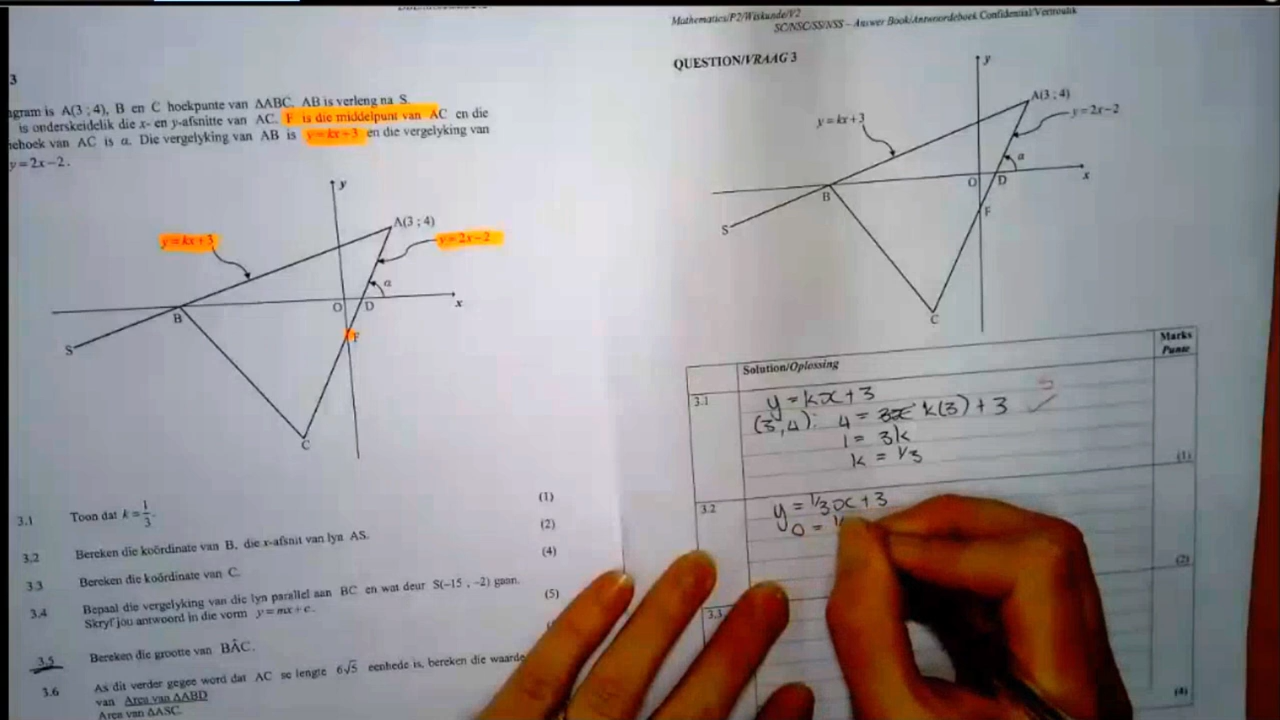 3
gram is A(3 ; 4), B en C hoekpunte van ΔABC. AB is verleng na S.
is onderskeidelik die x- en y-afsnitte van AC. F is die middelpunt van AC en die
ehoek van AC is α. Die vergelyking van AB is y = kx + 3 en die vergelyking van
y = 2x − 2.
y
A(3 ; 4)
y = kx + 3
y = 2x − 2
α
O
D
x
B
F
S
C
3.1 Toon dat k = 1/3. (1)
3.2 Bereken die koördinate van B, die x-afsnit van lyn AS. (2)
3.3 Bereken die koördinate van C. (4)
3.4 Bepaal die vergelyking van die lyn parallel aan BC en wat deur S(−15 ; −2) gaan.
Skryf jou antwoord in die vorm y = mx + c. (5)
3.5 Bereken die grootte van BÂC.
3.6 As dit verder gegee word dat AC se lengte 6√5 eenhede is, bereken die waarde
van Area van ΔABD
Area van ΔASC.
Mathematics/P2/Wiskunde/V2
SC/NSC/SS/NSS – Answer Book/Antwoordeboek Confidential/Vertroulik
QUESTION/VRAAG 3
y
A(3 ; 4)
y = kx + 3
y = 2x − 2
α
O
D
x
B
F
S
C
Solution/Oplossing
Marks
Punte
3.1
y = kx + 3
(3,4): 4 = k(3) + 3
1 = 3k
k = 1/3
(1)
3.2
y = 1/3x + 3
0 =
(2)
3.3
(4)